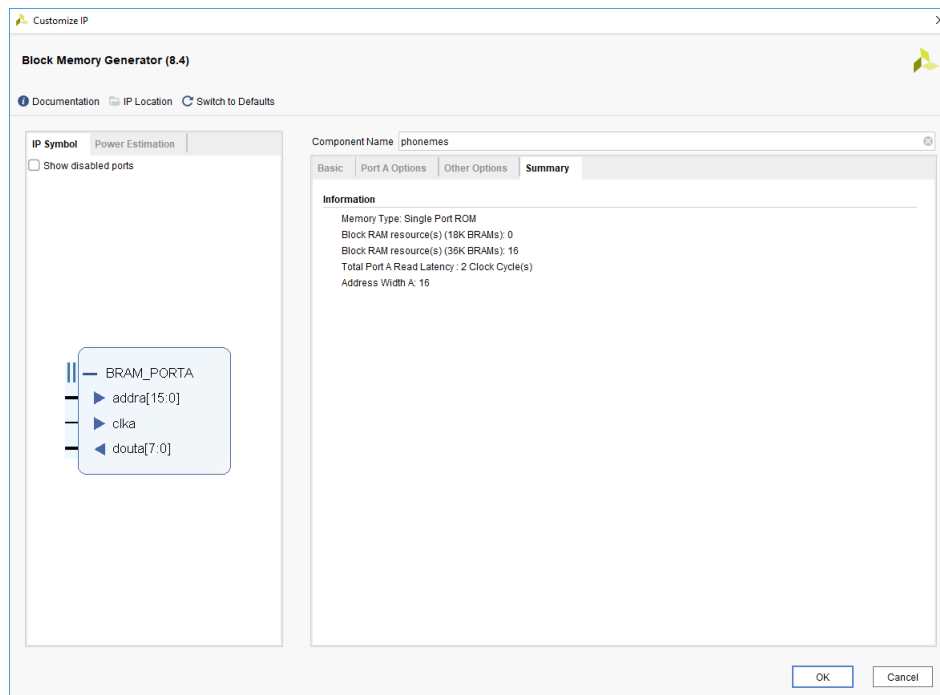 Customize IP
Block Memory Generator (8.4)
Documentation IP Location Switch to Defaults
IP Symbol Power Estimation
Show disabled ports
BRAM_PORTA
addra[15:0]
clka
douta[7:0]
Component Name phonemes
Basic Port A Options Other Options Summary
Information
Memory Type: Single Port ROM
Block RAM resource(s) (18K BRAMs): 0
Block RAM resource(s) (36K BRAMs): 16
Total Port A Read Latency : 2 Clock Cycle(s)
Address Width A: 16
OK Cancel